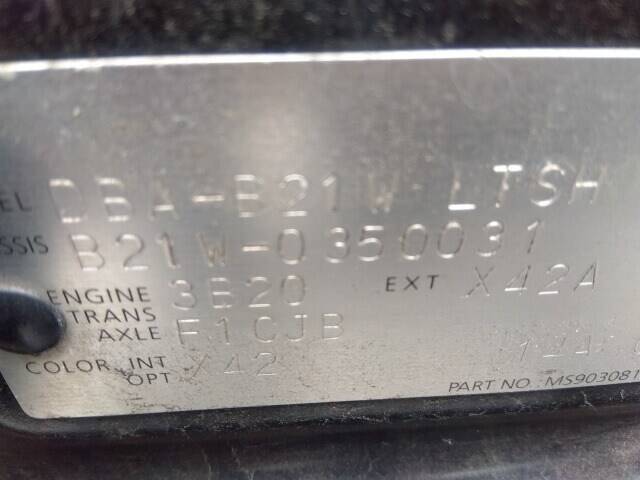 EL DBA-B21W LTSH
SSIS B21W-0350031
ENGINE 3B20 EXT X42A
TRANS AXLE F1CJB
COLOR INT X42
OPT
PART NO. MS903081